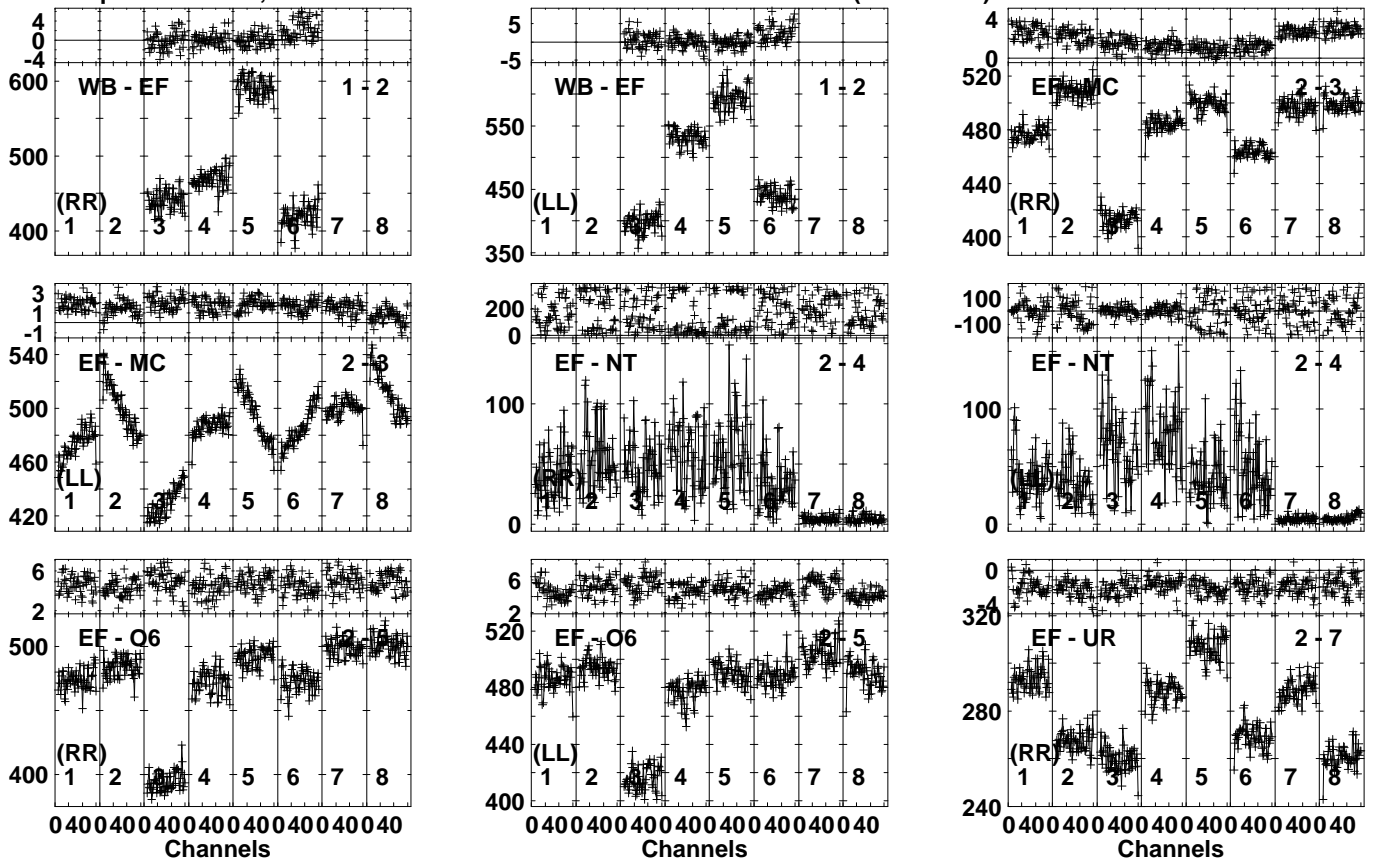 4 0 -4
600 500 400
WB - EF 1 - 2
(RR)
1 2 3 4 5 6 7 8
5 0 -5
550 450 350
WB - EF 1 - 2
(LL)
1 2 3 4 5 6 7 8
4 0
520 480 440 400
EF - MC 2 - 3
(RR)
1 2 3 4 5 6 7 8
3 1 -1
540 500 460 420
EF - MC 2 - 3
(LL)
1 2 3 4 5 6 7 8
200 0
100 0
EF - NT 2 - 4
(RR)
1 2 3 4 5 6 7 8
100 -100
100 0
EF - NT 2 - 4
(LL)
1 2 3 4 5 6 7 8
6 2
500 400
EF - O6 2 - 5
(RR)
1 2 3 4 5 6 7 8
0 40 0 40 0 40 0 40 0 40 0 40 0 40 0 40
Channels
6 2
520 480 440 400
EF - O6 2 - 5
(LL)
1 2 3 4 5 6 7 8
0 40 0 40 0 40 0 40 0 40 0 40 0 40 0 40
Channels
0 -4
320 280 240
EF - UR 2 - 7
(RR)
1 2 3 4 5 6 7 8
0 40 0 40 0 40 0 40 0 40 0 40 0 40 0 40
Channels